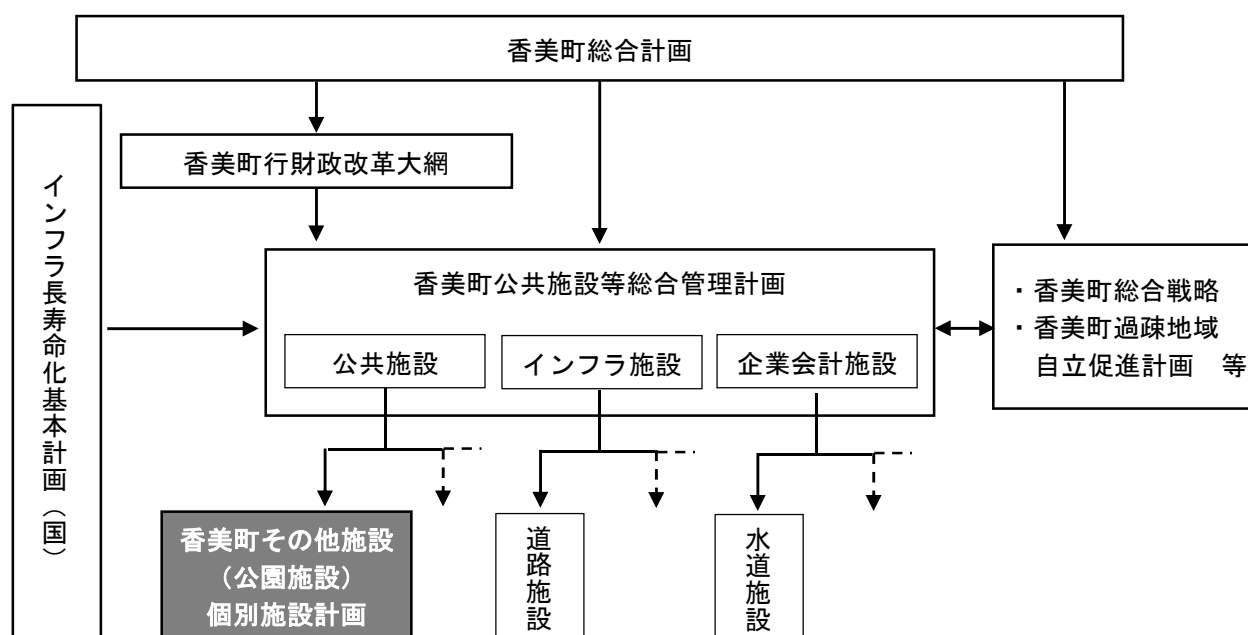 香美町総合計画
香美町行財政改革大綱
インフラ長寿命化基本計画（国）
香美町公共施設等総合管理計画
公共施設
インフラ施設
企業会計施設
・香美町総合戦略
・香美町過疎地域
自立促進計画　等
香美町その他施設
（公園施設）
個別施設計画
道路施設
水道施設